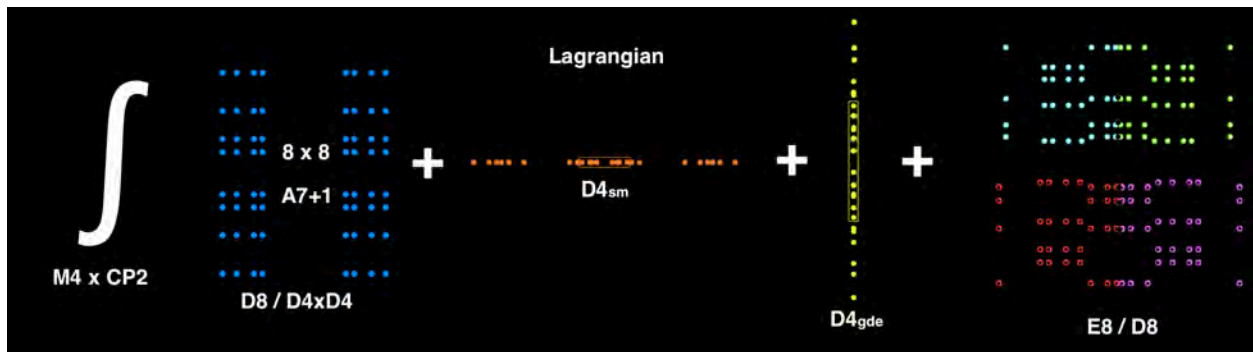 Lagrangian
∫
8 x 8
A7+1
+
D4sm
+
+
M4 x CP2
D8 / D4xD4
D4gde
E8 / D8